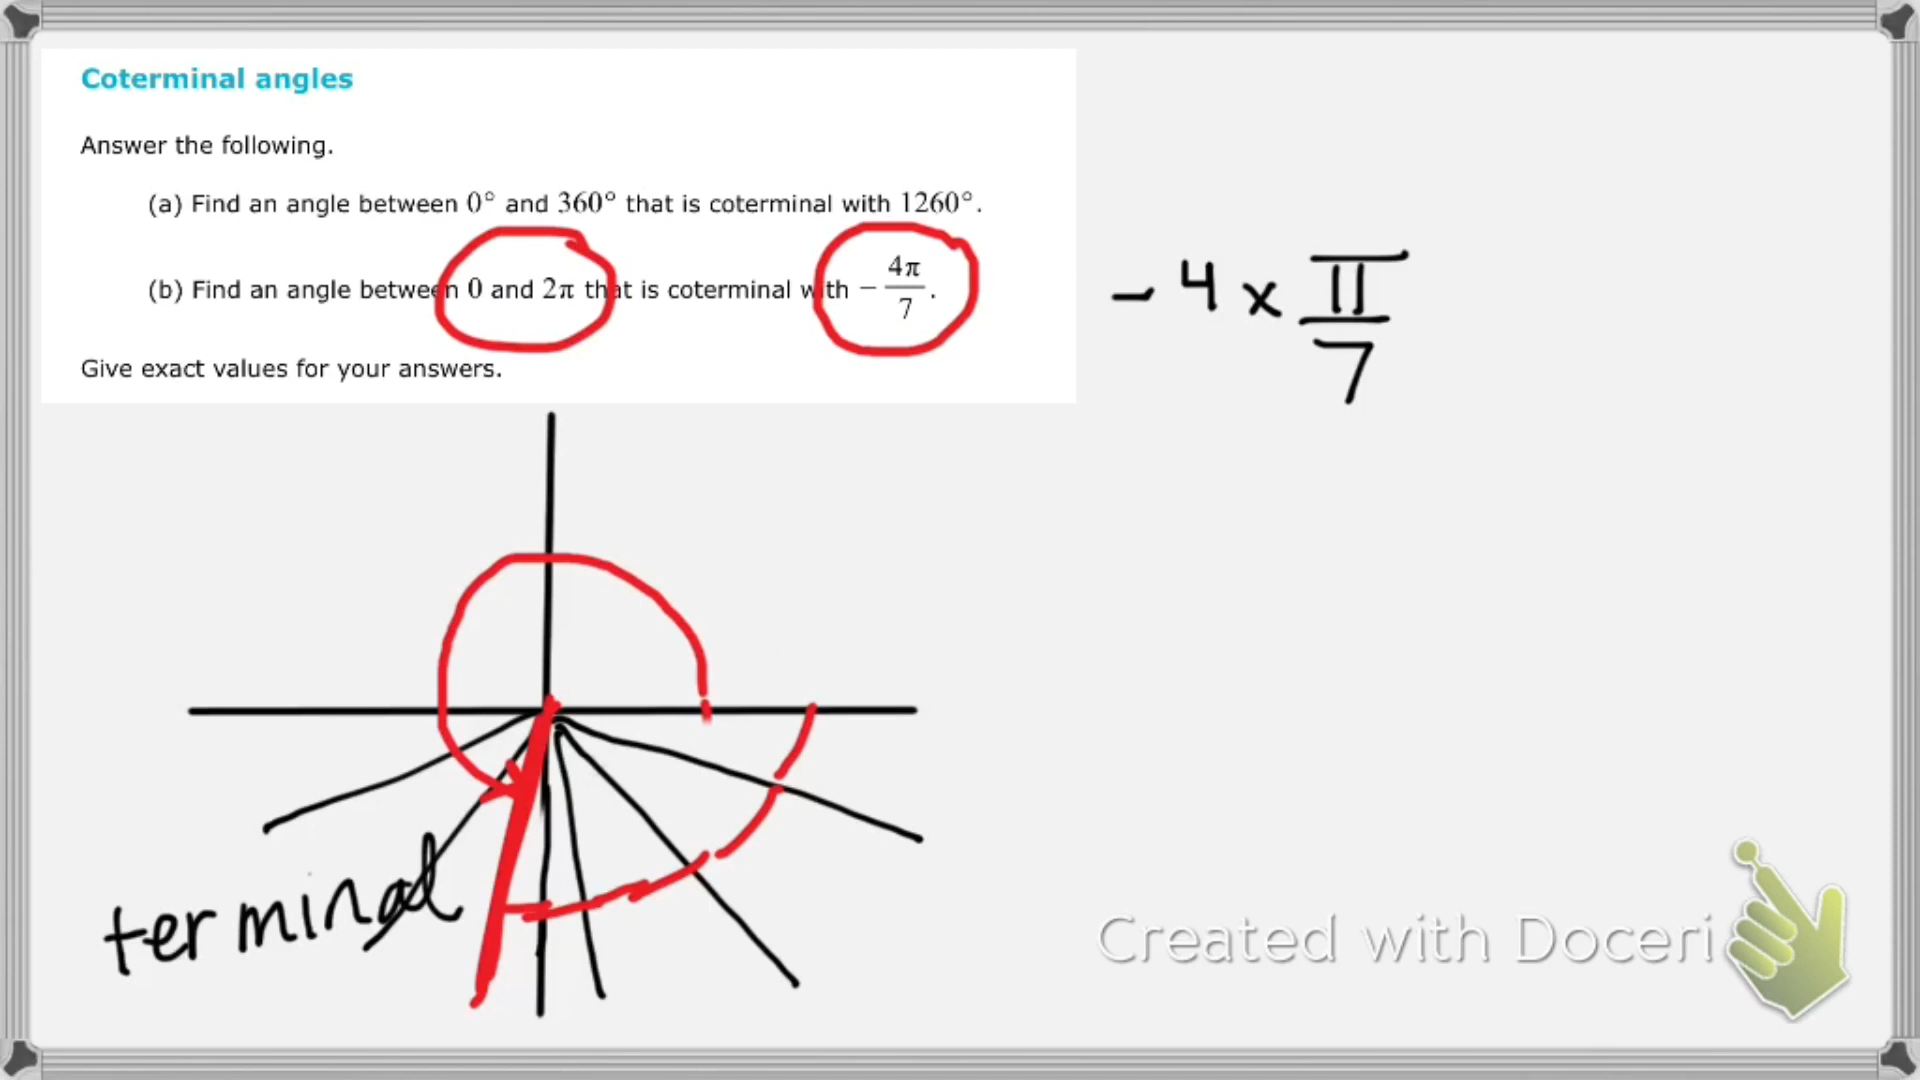 Coterminal angles
Answer the following.
(a) Find an angle between 0° and 360° that is coterminal with 1260°.
(b) Find an angle between 0 and 2π that is coterminal with −4π/7.
Give exact values for your answers.
-4 x π/7
terminal
Created with Doceri